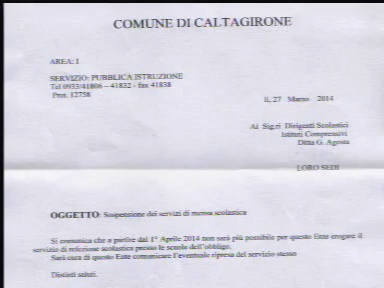 COMUNE DI CALTAGIRONE
AREA: I
SERVIZIO: PUBBLICA ISTRUZIONE
Tel 0933/41806 – 41832 - fax 41838
Prot. 12758
li, 27 Marzo 2014
Ai Sig.ri Dirigenti Scolastici
Istituti Comprensivi
Ditta G. Agosta
LORO SEDI
OGGETTO: Sospensione dei servizi di mensa scolastica
Si comunica che a partire dal 1° Aprile 2014 non sarà più possibile per questo Ente erogare il
servizio di refezione scolastica presso le scuole dell'obbligo.
Sarà cura di questo Ente comunicare l'eventuale ripresa del servizio stesso
Distinti saluti.